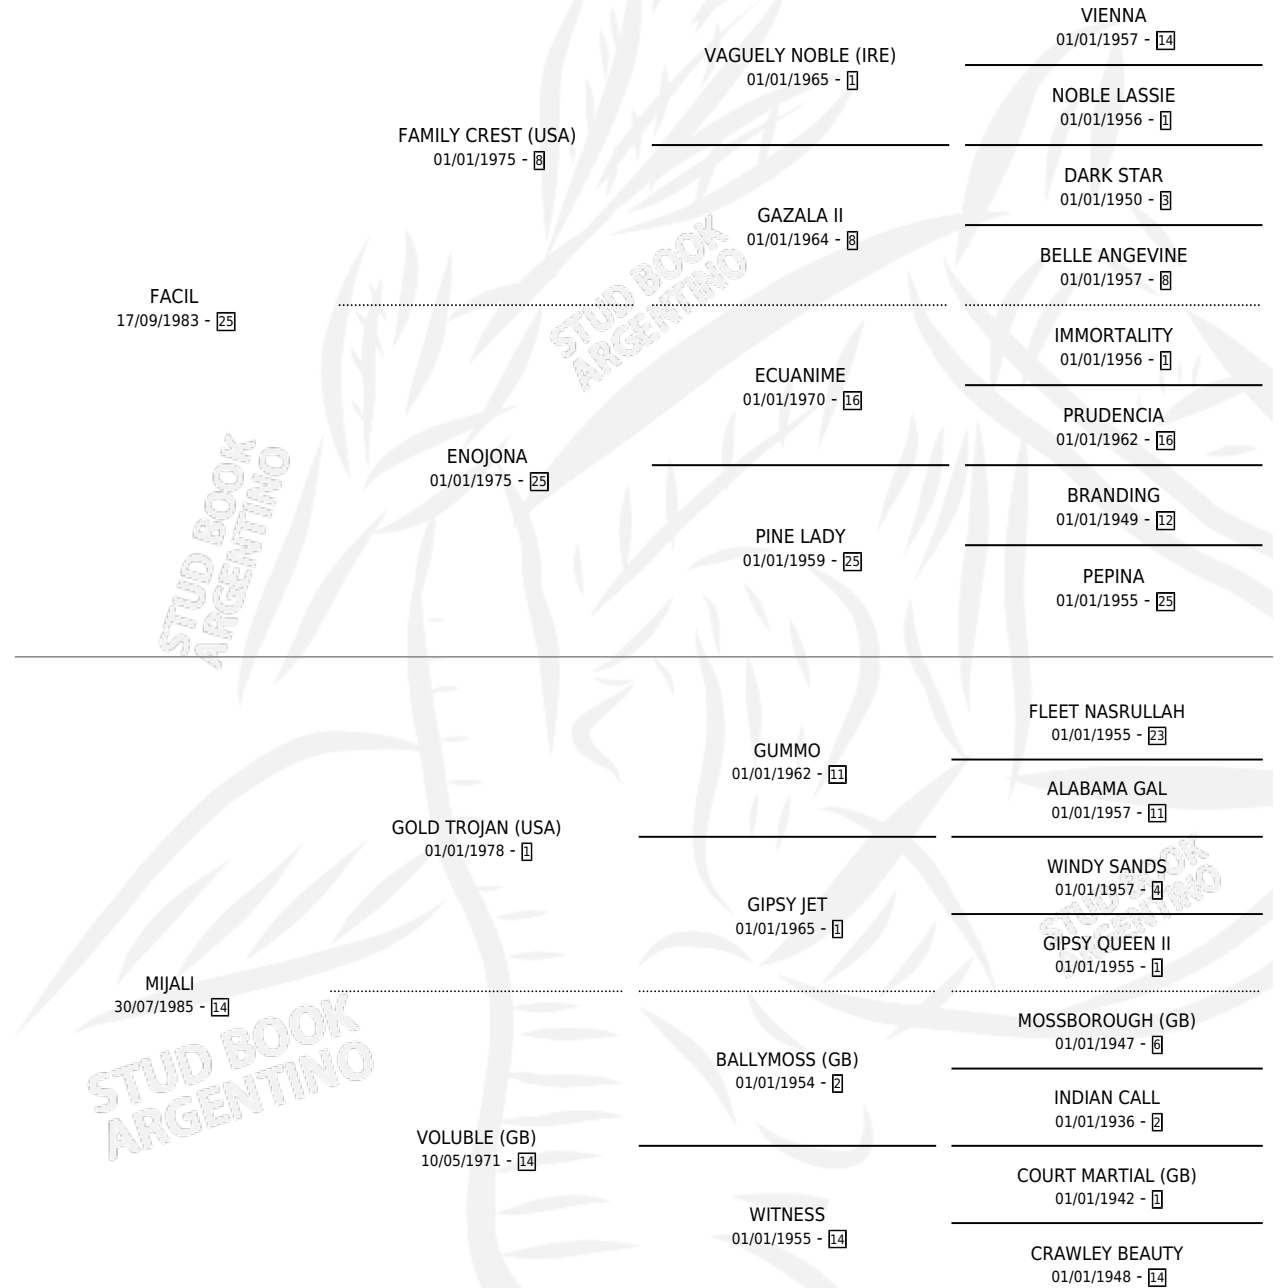 VIENNA
01/01/1957 - 14
VAGUELY NOBLE (IRE)
01/01/1965 - 1
NOBLE LASSIE
01/01/1956 - 1
FAMILY CREST (USA)
01/01/1975 - 8
DARK STAR
01/01/1950 - 3
GAZALA II
01/01/1964 - 8
BELLE ANGEVINE
01/01/1957 - 8
FACIL
17/09/1983 - 25
IMMORTALITY
01/01/1956 - 1
ECUANIME
01/01/1970 - 16
PRUDENCIA
01/01/1962 - 16
ENOJONA
01/01/1975 - 25
BRANDING
01/01/1949 - 12
PINE LADY
01/01/1959 - 25
PEPINA
01/01/1955 - 25
STUD BOOK
ARGENTINO
STUD BOOK
ARGENTINO
FLEET NASRULLAH
01/01/1955 - 23
GUMMO
01/01/1962 - 11
ALABAMA GAL
01/01/1957 - 11
GOLD TROJAN (USA)
01/01/1978 - 1
WINDY SANDS
01/01/1957 - 4
GIPSY JET
01/01/1965 - 1
GIPSY QUEEN II
01/01/1955 - 1
STUD BOOK
ARGENTINO
MIJALI
30/07/1985 - 14
MOSSBOROUGH (GB)
01/01/1947 - 6
BALLYMOSS (GB)
01/01/1954 - 2
INDIAN CALL
01/01/1936 - 2
STUD BOOK
ARGENTINO
VOLUBLE (GB)
10/05/1971 - 14
COURT MARTIAL (GB)
01/01/1942 - 1
WITNESS
01/01/1955 - 14
CRAWLEY BEAUTY
01/01/1948 - 14